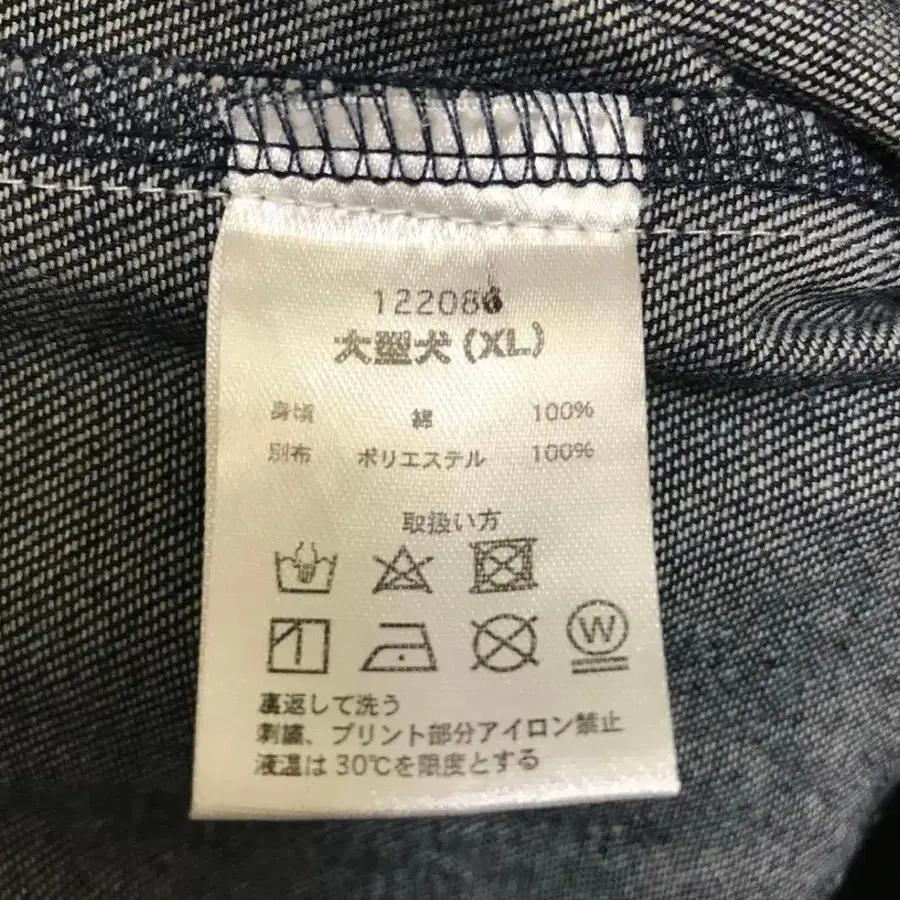 122086
大型犬(XL)
身頃 綿 100%
別布 ポリエステル 100%
取扱い方
W
裏返して洗う
刺繍、プリント部分アイロン禁止
液温は30℃を限度とする